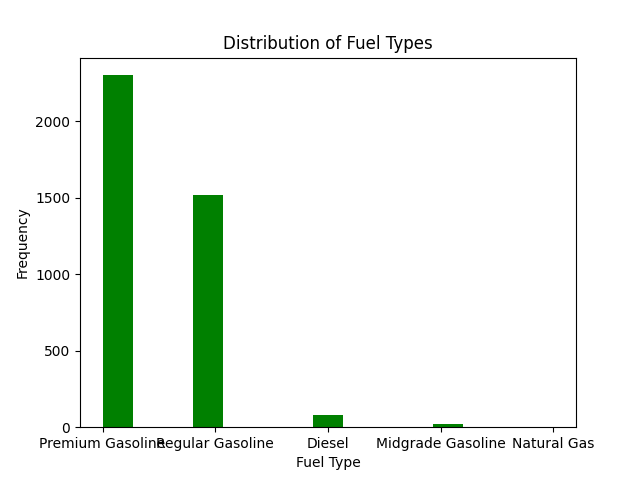 Distribution of Fuel Types
2000
1500
1000
500
0
Frequency
Premium Gasoline Regular Gasoline Diesel Midgrade Gasoline Natural Gas
Fuel Type